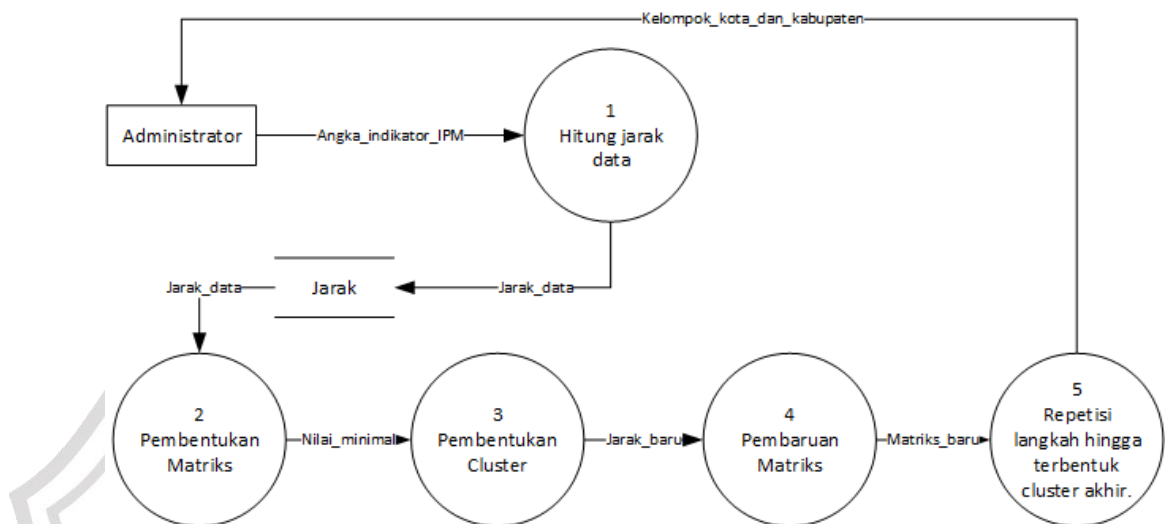 Kelompok_kota_dan_kabupaten
Administrator
Angka_indikator_IPM
1
Hitung jarak
data
Jarak_data
Jarak
Jarak_data
2
Pembentukan
Matriks
Nilai_minimal
3
Pembentukan
Cluster
Jarak_baru
4
Pembaruan
Matriks
Matriks_baru
5
Repetisi
langkah hingga
terbentuk
cluster akhir.